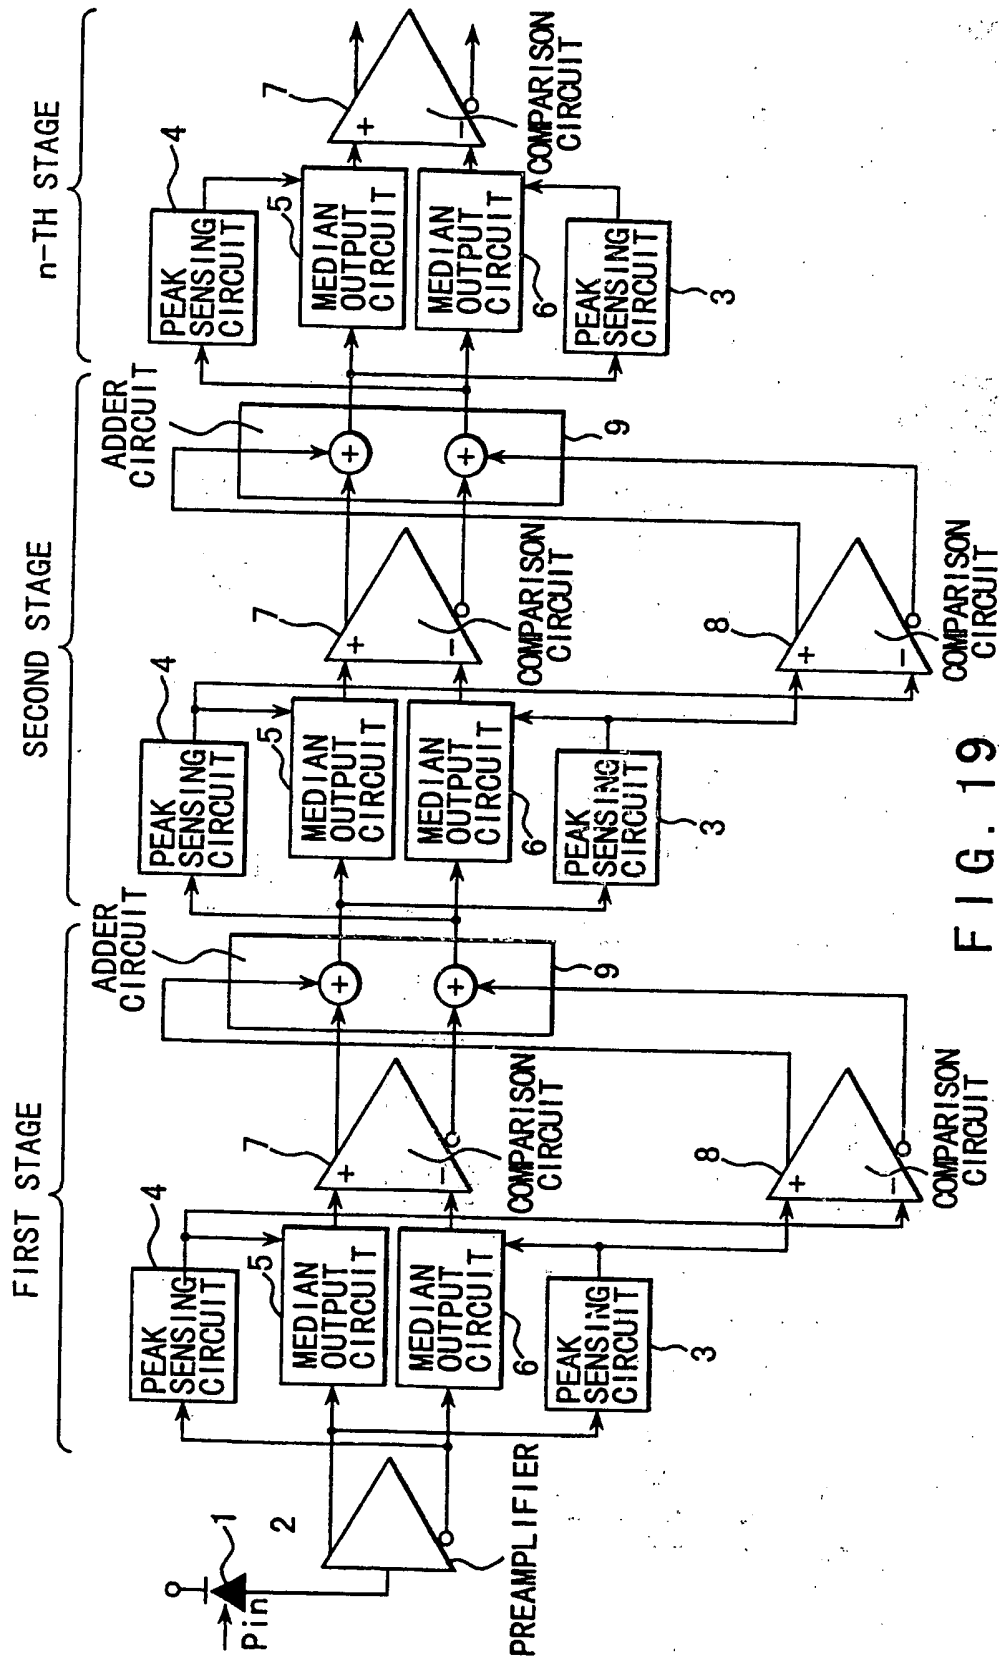 FIRST STAGE
SECOND STAGE
n-TH STAGE
Pin
1
2
PREAMPLIFIER
PEAK
SENSING
CIRCUIT
4
MEDIAN
OUTPUT
CIRCUIT
5
MEDIAN
OUTPUT
CIRCUIT
6
PEAK
SENSING
CIRCUIT
3
+
−
7
COMPARISON
CIRCUIT
+
−
8
COMPARISON
CIRCUIT
ADDER
CIRCUIT
+
+
9
PEAK
SENSING
CIRCUIT
4
MEDIAN
OUTPUT
CIRCUIT
5
MEDIAN
OUTPUT
CIRCUIT
6
PEAK
SENSING
CIRCUIT
3
+
−
7
COMPARISON
CIRCUIT
+
−
8
COMPARISON
CIRCUIT
ADDER
CIRCUIT
+
+
9
PEAK
SENSING
CIRCUIT
4
MEDIAN
OUTPUT
CIRCUIT
5
MEDIAN
OUTPUT
CIRCUIT
6
PEAK
SENSING
CIRCUIT
3
+
−
7
COMPARISON
CIRCUIT
FIG. 19